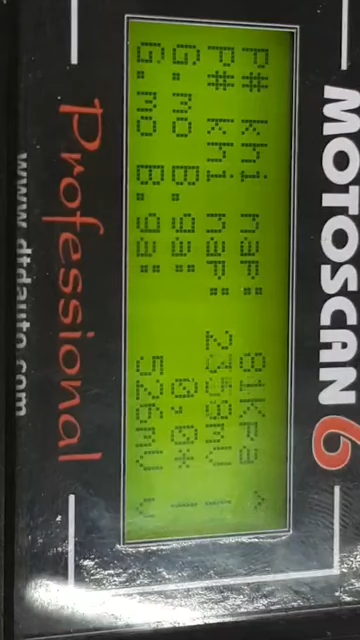 MOTOSCAN 6
P# khi nap: 81KPa ^
P# khi nap: 2359mV
G.mo B.ga: 0.0*
G.mo B.ga: 526mV v
Professional
www.dtdauto.com